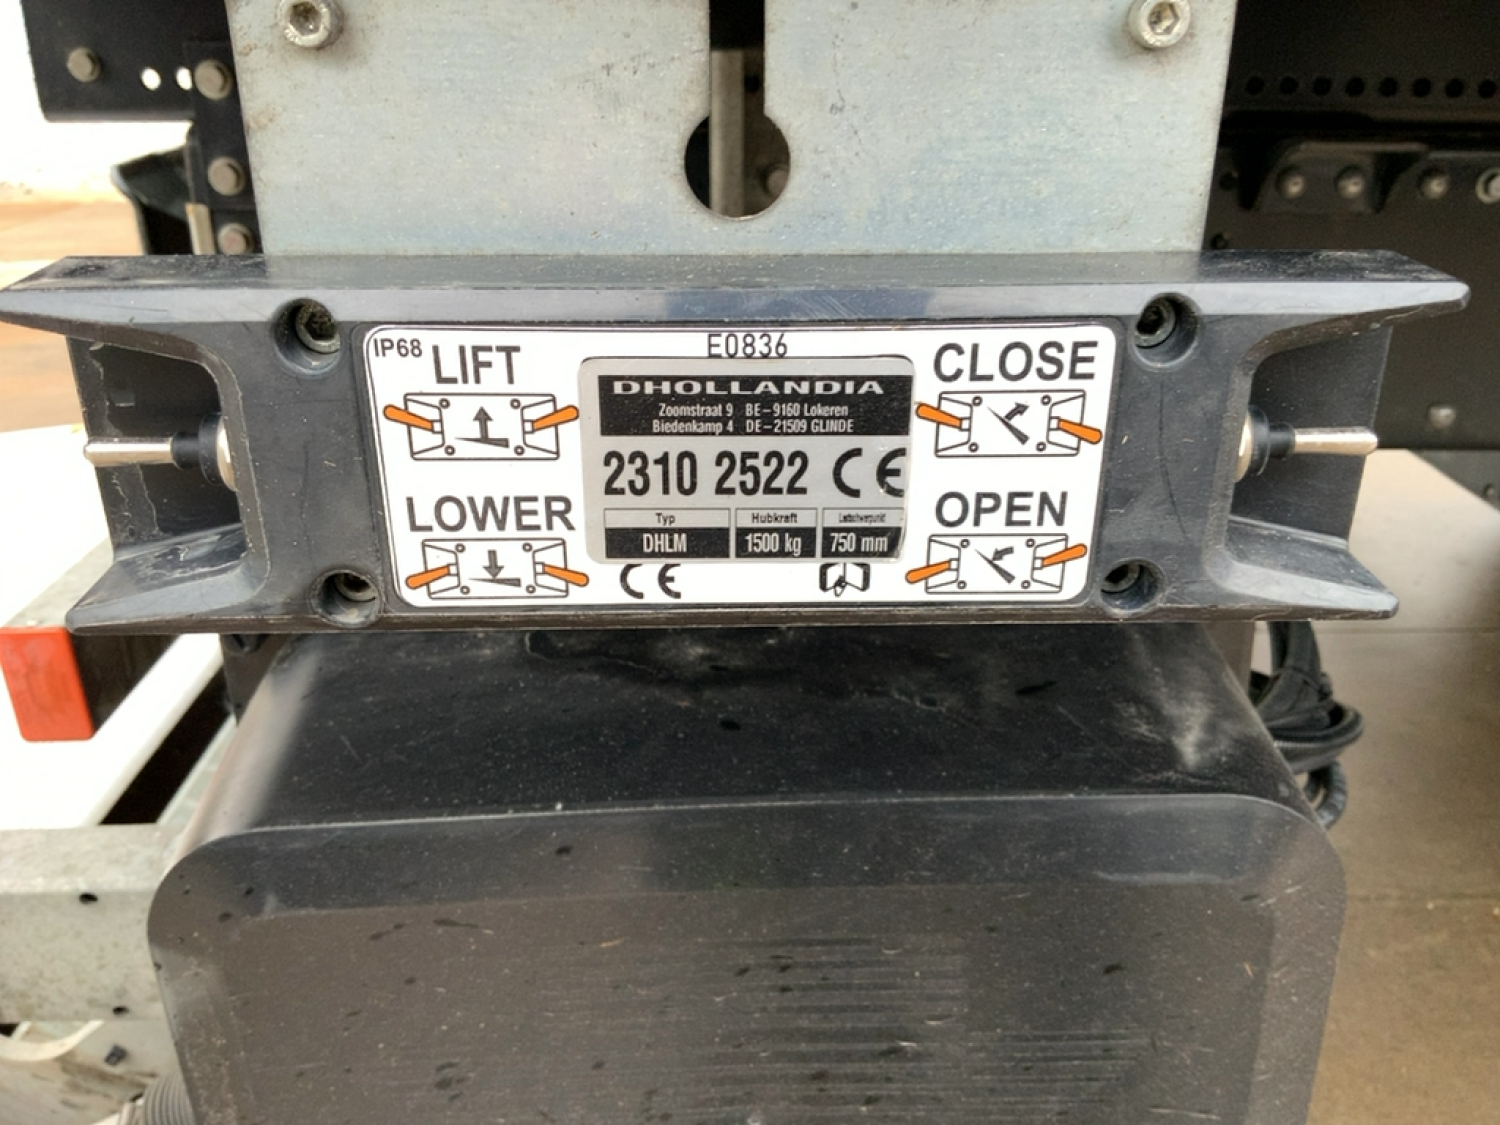 E0836
IP68 LIFT
CLOSE
DHOLLANDIA
Zoomstraat 9 BE-9160 Lokeren
Biedenkamp 4 DE-21509 GLINDE
2310 2522 CE
LOWER
OPEN
Typ Hubkraft Lastschwerpunkt
DHLM 1500 kg 750 mm
CE